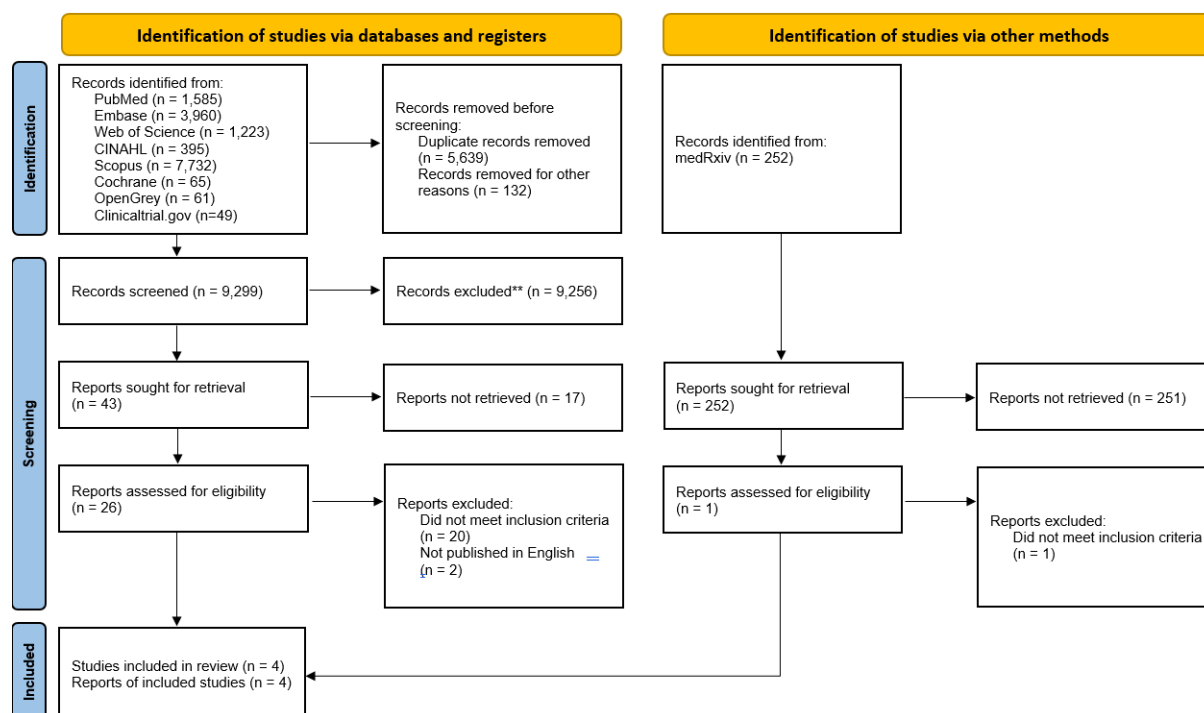 Identification of studies via databases and registers
Identification of studies via other methods
Identification
Records identified from:
PubMed (n = 1,585)
Embase (n = 3,960)
Web of Science (n = 1,223)
CINAHL (n = 395)
Scopus (n = 7,732)
Cochrane (n = 65)
OpenGrey (n = 61)
Clinicaltrial.gov (n=49)
Records removed before
screening:
Duplicate records removed
(n = 5,639)
Records removed for other
reasons (n = 132)
Records identified from:
medRxiv (n = 252)
Screening
Records screened (n = 9,299)
Records excluded** (n = 9,256)
Reports sought for retrieval
(n = 43)
Reports not retrieved (n = 17)
Reports sought for retrieval
(n = 252)
Reports not retrieved (n = 251)
Reports assessed for eligibility
(n = 26)
Reports excluded:
Did not meet inclusion criteria
(n = 20)
Not published in English
(n = 2)
Reports assessed for eligibility
(n = 1)
Reports excluded:
Did not meet inclusion criteria
(n = 1)
Included
Studies included in review (n = 4)
Reports of included studies (n = 4)